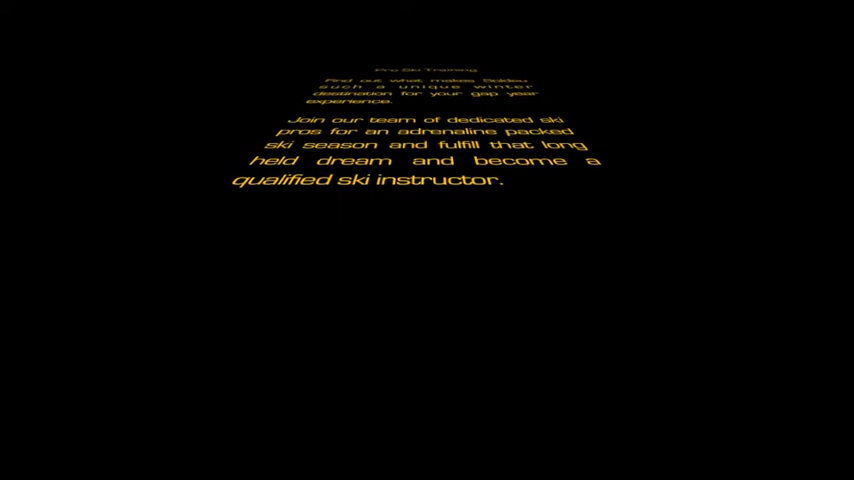 Pro Ski Training
Find out what makes Soldeu
such a unique winter
destination for your gap year
experience.
Join our team of dedicated ski
pros for an adrenaline packed
ski season and fulfill that long
held dream and become a
qualified ski instructor.